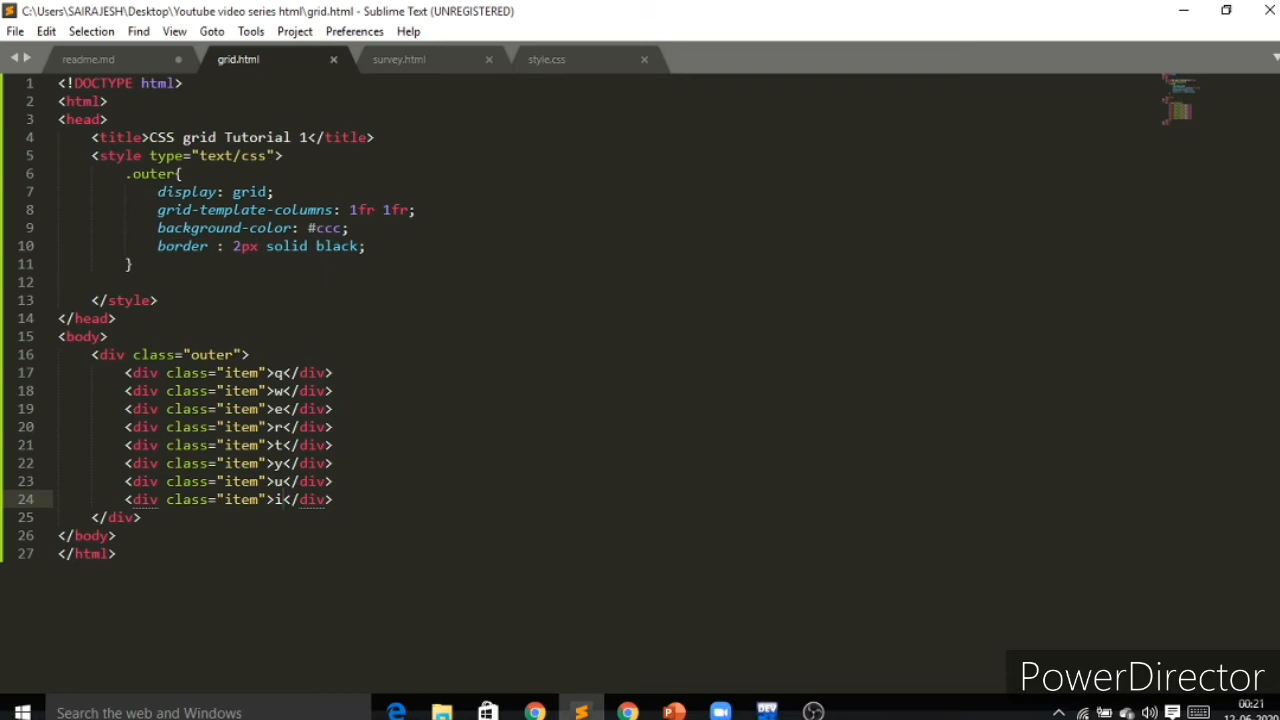 C:\Users\SAIRAJESH\Desktop\Youtube video series html\grid.html - Sublime Text (UNREGISTERED)
File Edit Selection Find View Goto Tools Project Preferences Help
readme.md grid.html survey.html style.css
1 <!DOCTYPE html>
2 <html>
3 <head>
4 <title>CSS grid Tutorial 1</title>
5 <style type="text/css">
6 .outer{
7 display: grid;
8 grid-template-columns: 1fr 1fr;
9 background-color: #ccc;
10 border : 2px solid black;
11 }
12
13 </style>
14 </head>
15 <body>
16 <div class="outer">
17 <div class="item">q</div>
18 <div class="item">w</div>
19 <div class="item">e</div>
20 <div class="item">r</div>
21 <div class="item">t</div>
22 <div class="item">y</div>
23 <div class="item">u</div>
24 <div class="item">i</div>
25 </div>
26 </body>
27 </html>
PowerDirector
Search the web and Windows
DEV
00:21